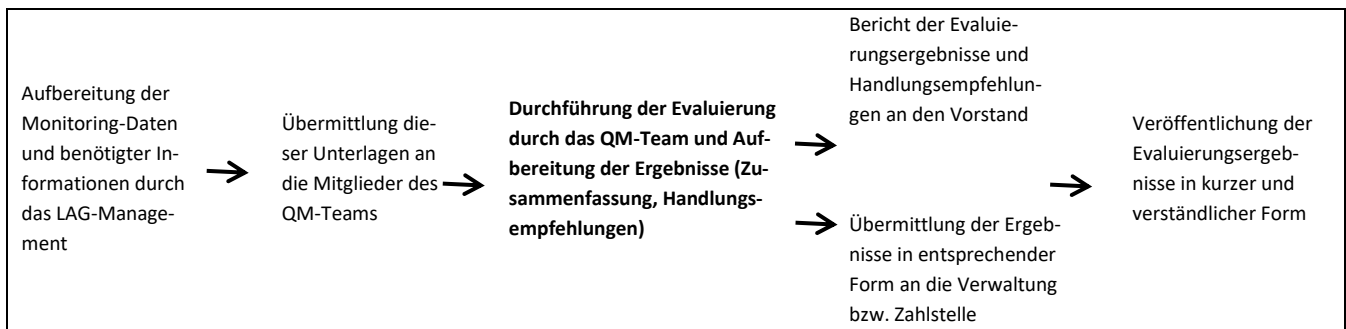 Aufbereitung der
Monitoring-Daten
und benötigter In-
formationen durch
das LAG-Manage-
ment
Übermittlung die-
ser Unterlagen an
die Mitglieder des
QM-Teams
Durchführung der Evaluierung
durch das QM-Team und Auf-
bereitung der Ergebnisse (Zu-
sammenfassung, Handlungs-
empfehlungen)
Bericht der Evaluie-
rungsergebnisse und
Handlungsempfehlun-
gen an den Vorstand
Übermittlung der Ergeb-
nisse in entsprechender
Form an die Verwaltung
bzw. Zahlstelle
Veröffentlichung der
Evaluierungsergeb-
nisse in kurzer und
verständlicher Form